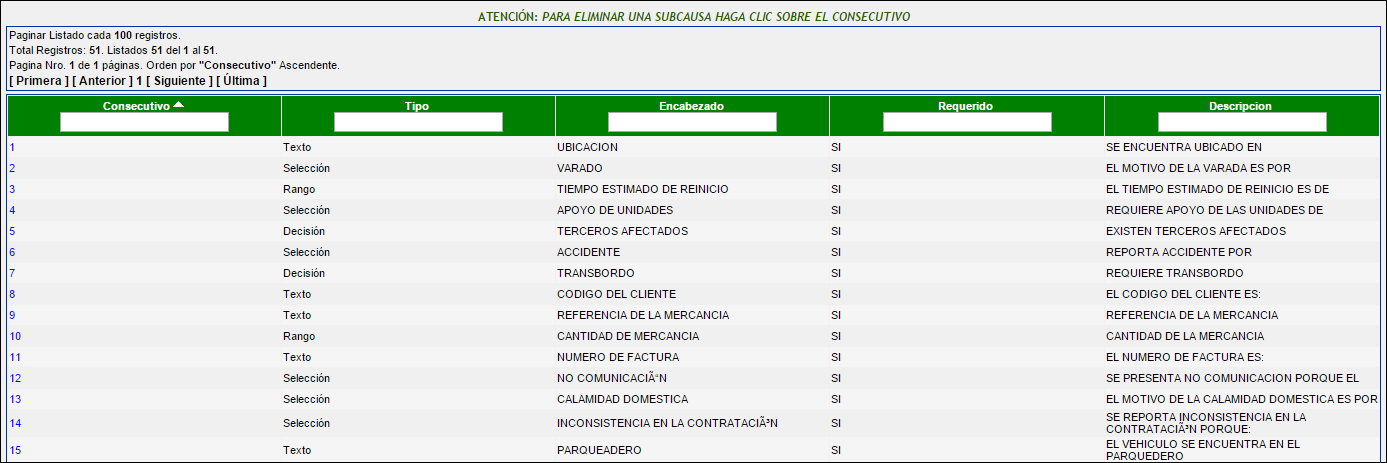 ATENCIÓN: PARA ELIMINAR UNA SUBCAUSA HAGA CLIC SOBRE EL CONSECUTIVO
Paginar Listado cada 100 registros.
Total Registros: 51. Listados 51 del 1 al 51.
Pagina Nro. 1 de 1 páginas. Orden por "Consecutivo" Ascendente.
[ Primera ] [ Anterior ] 1 [ Siguiente ] [ Última ]
Consecutivo Tipo Encabezado Requerido Descripcion
1 Texto UBICACION SI SE ENCUENTRA UBICADO EN
2 Selección VARADO SI EL MOTIVO DE LA VARADA ES POR
3 Rango TIEMPO ESTIMADO DE REINICIO SI EL TIEMPO ESTIMADO DE REINICIO ES DE
4 Selección APOYO DE UNIDADES SI REQUIERE APOYO DE LAS UNIDADES DE
5 Decisión TERCEROS AFECTADOS SI EXISTEN TERCEROS AFECTADOS
6 Selección ACCIDENTE SI REPORTA ACCIDENTE POR
7 Decisión TRANSBORDO SI REQUIERE TRANSBORDO
8 Texto CODIGO DEL CLIENTE SI EL CODIGO DEL CLIENTE ES:
9 Texto REFERENCIA DE LA MERCANCIA SI REFERENCIA DE LA MERCANCIA
10 Rango CANTIDAD DE MERCANCIA SI CANTIDAD DE LA MERCANCIA
11 Texto NUMERO DE FACTURA SI EL NUMERO DE FACTURA ES:
12 Selección NO COMUNICACIÃ“N SI SE PRESENTA NO COMUNICACION PORQUE EL
13 Selección CALAMIDAD DOMESTICA SI EL MOTIVO DE LA CALAMIDAD DOMESTICA ES POR
14 Selección INCONSISTENCIA EN LA CONTRATACIÃ³N SI SE REPORTA INCONSISTENCIA EN LA
CONTRATACIÃ³N PORQUE:
15 Texto PARQUEADERO SI EL VEHICULO SE ENCUENTRA EN EL
PARQUEDERO